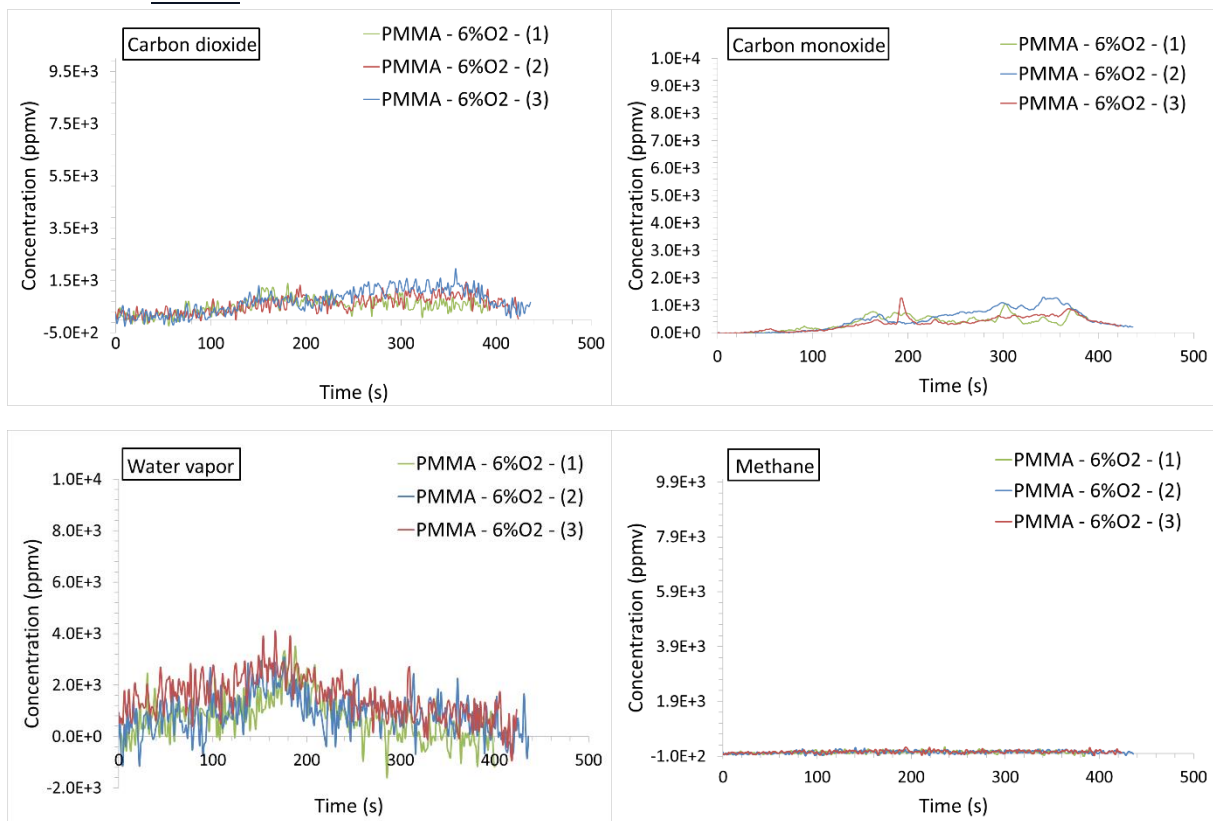 Carbon dioxide
PMMA - 6%O2 - (1)
PMMA - 6%O2 - (2)
PMMA - 6%O2 - (3)
Concentration (ppmv)
9.5E+3
7.5E+3
5.5E+3
3.5E+3
1.5E+3
-5.0E+2
0 100 200 300 400 500
Time (s)
Carbon monoxide
PMMA - 6%O2 - (1)
PMMA - 6%O2 - (2)
PMMA - 6%O2 - (3)
Concentration (ppmv)
1.0E+4
9.0E+3
8.0E+3
7.0E+3
6.0E+3
5.0E+3
4.0E+3
3.0E+3
2.0E+3
1.0E+3
0.0E+0
0 100 200 300 400 500
Time (s)
Water vapor
PMMA - 6%O2 - (1)
PMMA - 6%O2 - (2)
PMMA - 6%O2 - (3)
Concentration (ppmv)
1.0E+4
8.0E+3
6.0E+3
4.0E+3
2.0E+3
0.0E+0
-2.0E+3
0 100 200 300 400 500
Time (s)
Methane
PMMA - 6%O2 - (1)
PMMA - 6%O2 - (2)
PMMA - 6%O2 - (3)
Concentration (ppmv)
9.9E+3
7.9E+3
5.9E+3
3.9E+3
1.9E+3
-1.0E+2
0 100 200 300 400 500
Time (s)